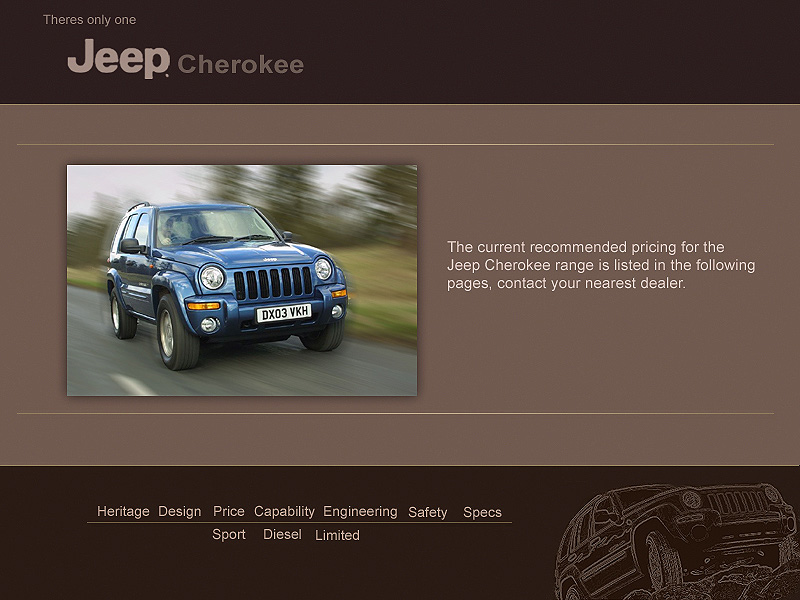 Theres only one
Jeep Cherokee
The current recommended pricing for the
Jeep Cherokee range is listed in the following
pages, contact your nearest dealer.
DX03 VKH
Heritage Design Price Capability Engineering Safety Specs
Sport Diesel Limited